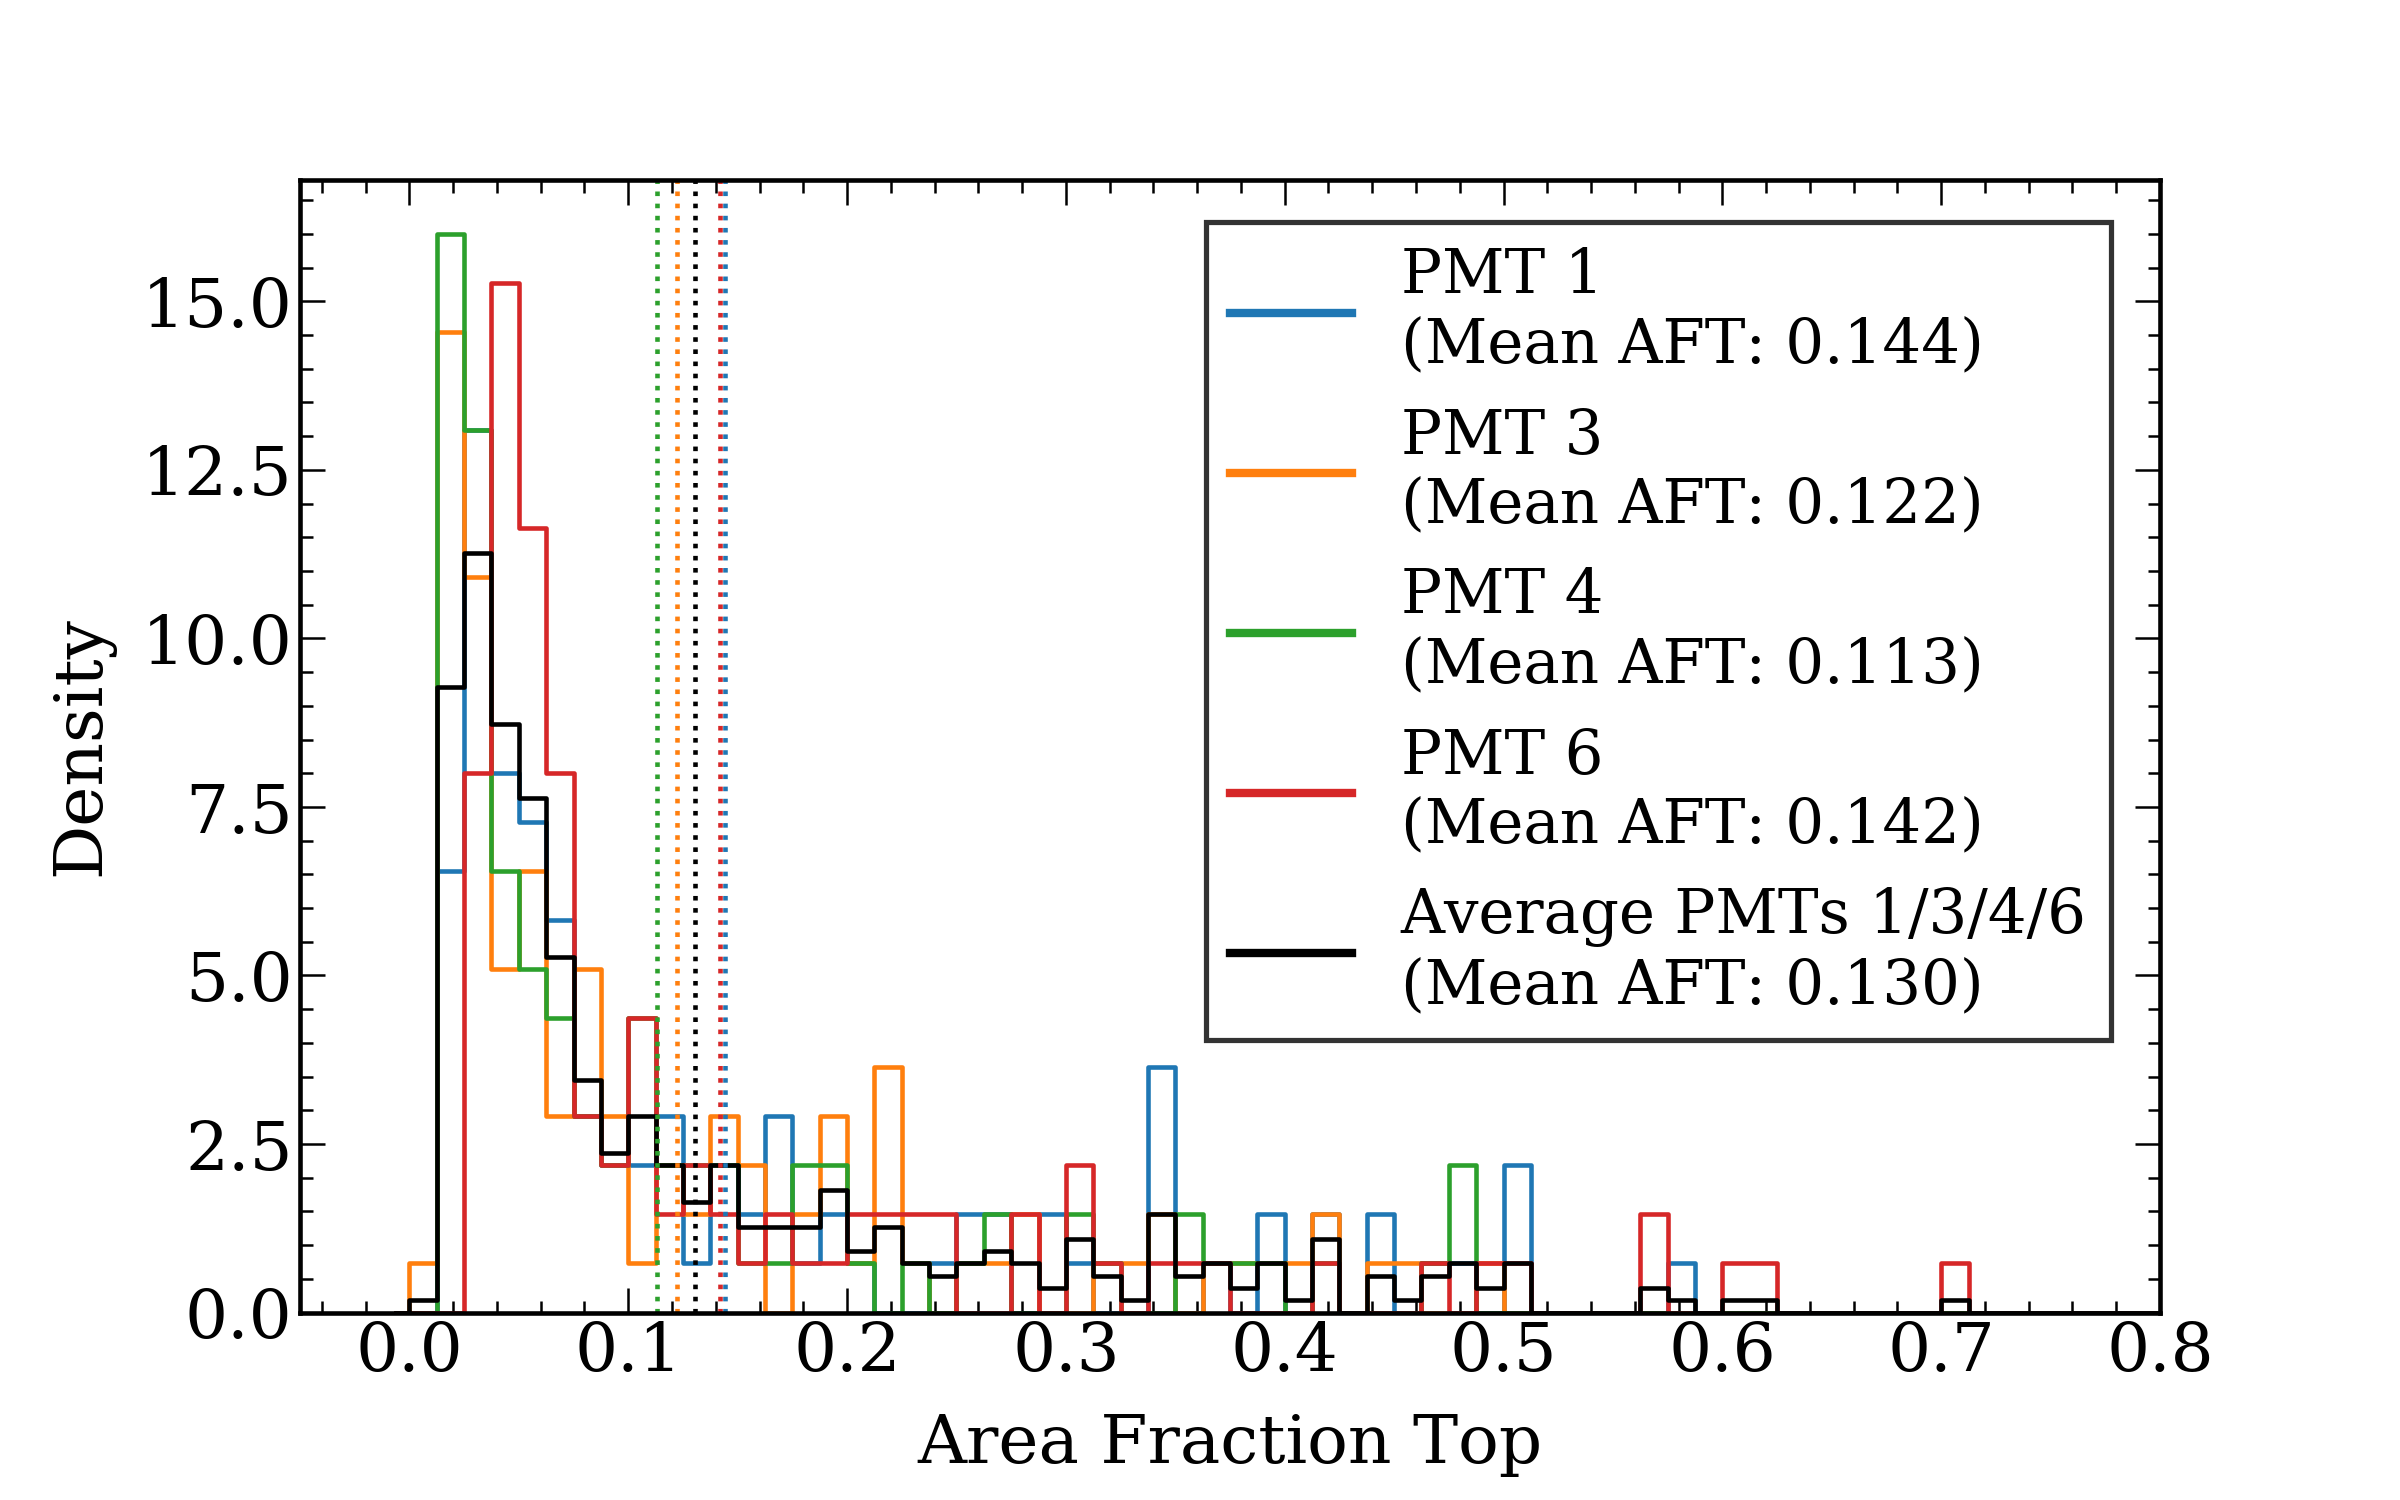 15.0
12.5
10.0
7.5
5.0
2.5
0.0
Density
0.0 0.1 0.2 0.3 0.4 0.5 0.6 0.7 0.8
Area Fraction Top
PMT 1
(Mean AFT: 0.144)
PMT 3
(Mean AFT: 0.122)
PMT 4
(Mean AFT: 0.113)
PMT 6
(Mean AFT: 0.142)
Average PMTs 1/3/4/6
(Mean AFT: 0.130)